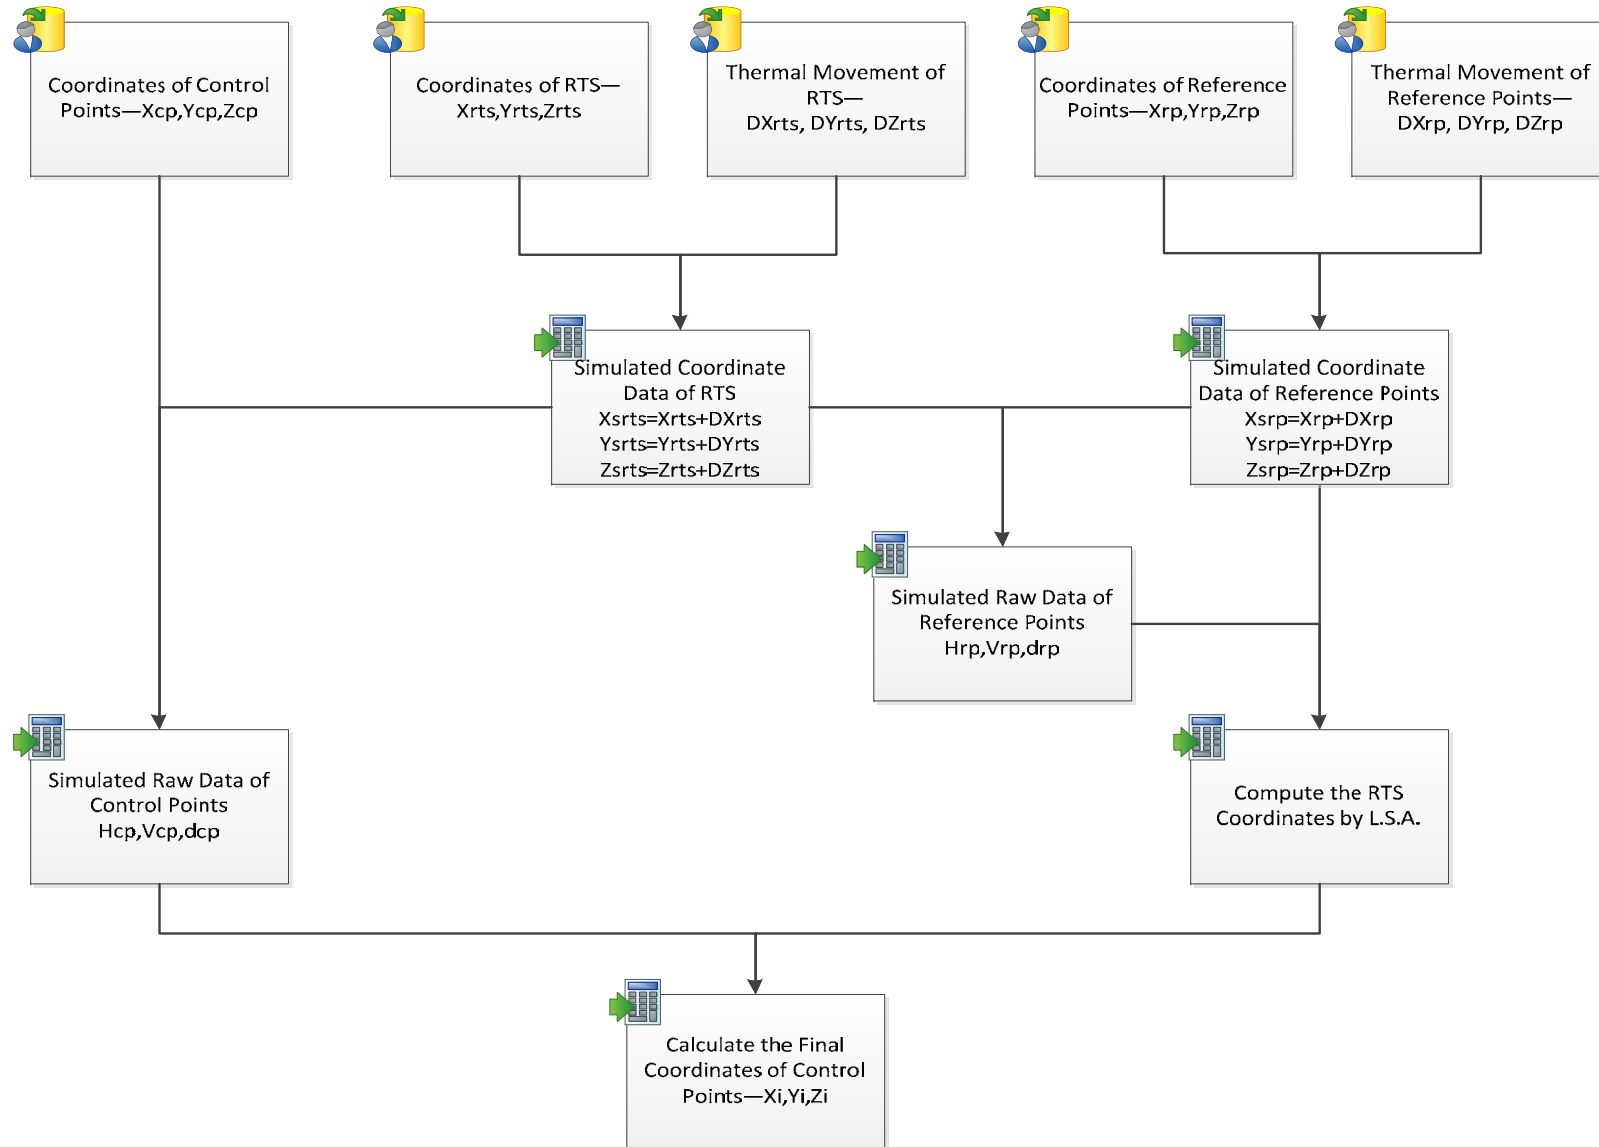 Coordinates of Control
Points—Xcp,Ycp,Zcp
Coordinates of RTS—
Xrts,Yrts,Zrts
Thermal Movement of
RTS—
DXrts, DYrts, DZrts
Coordinates of Reference
Points—Xrp,Yrp,Zrp
Thermal Movement of
Reference Points—
DXrp, DYrp, DZrp
Simulated Coordinate
Data of RTS
Xsrts=Xrts+DXrts
Ysrts=Yrts+DYrts
Zsrts=Zrts+DZrts
Simulated Coordinate
Data of Reference Points
Xsrp=Xrp+DXrp
Ysrp=Yrp+DYrp
Zsrp=Zrp+DZrp
Simulated Raw Data of
Reference Points
Hrp,Vrp,drp
Simulated Raw Data of
Control Points
Hcp,Vcp,dcp
Compute the RTS
Coordinates by L.S.A.
Calculate the Final
Coordinates of Control
Points—Xi,Yi,Zi